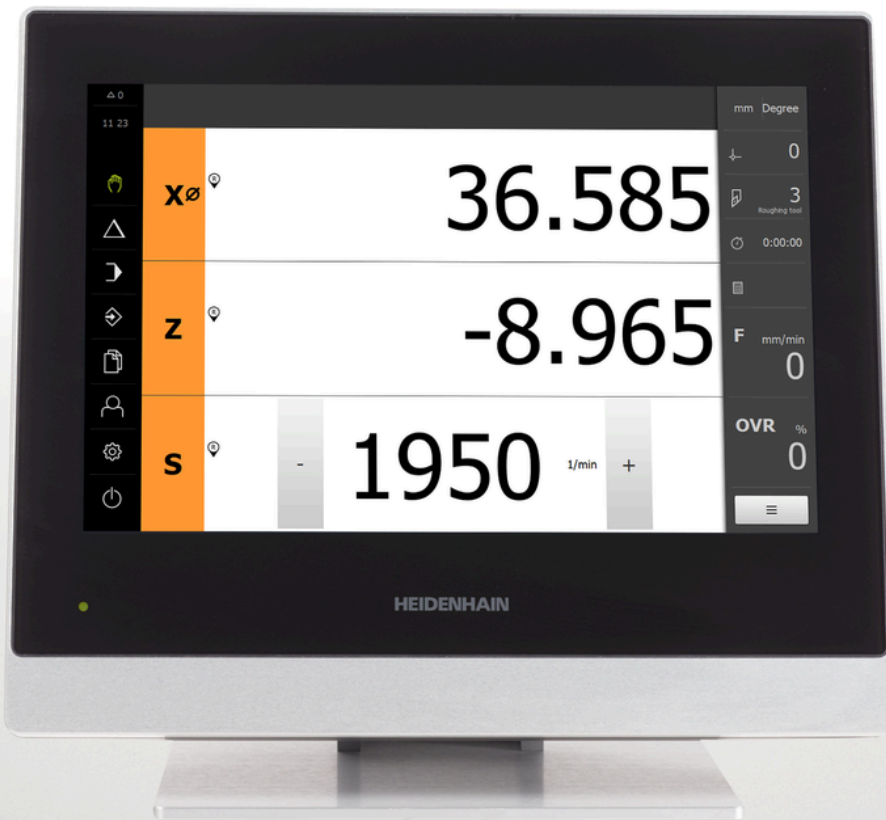 0
11 23
mm Degree
X⌀ R 36.585
0
3
Roughing tool
0:00:00
Z R -8.965
F mm/min
0
S R - 1950 1/min +
OVR %
0
HEIDENHAIN